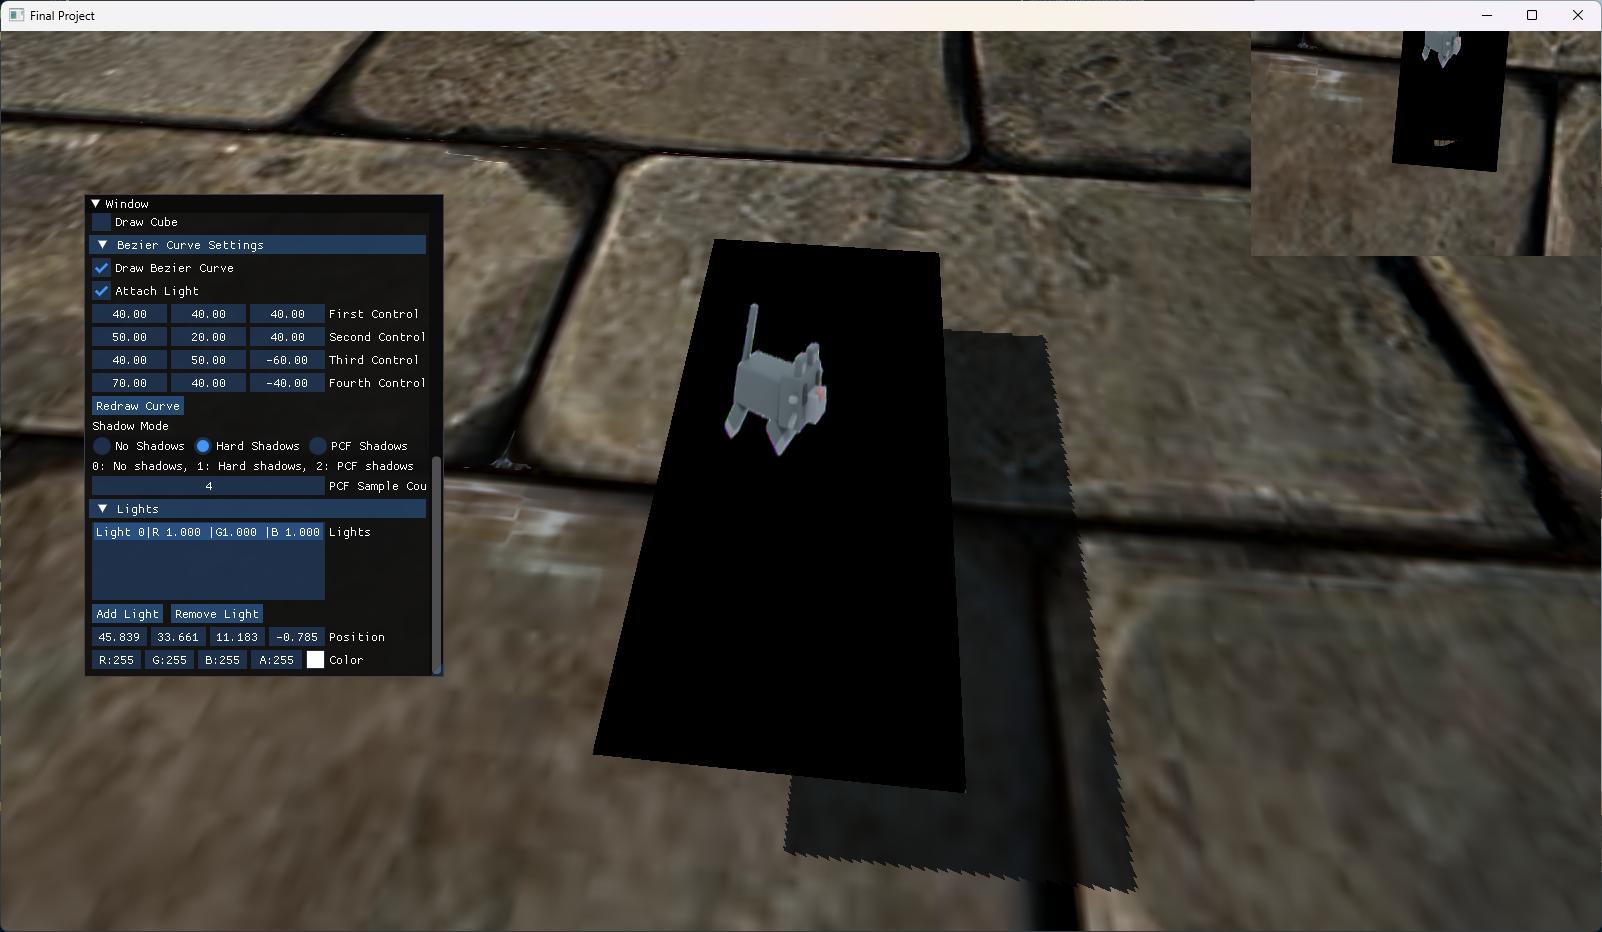 Final Project
Window
Draw Cube
Bezier Curve Settings
Draw Bezier Curve
Attach Light
40.00 40.00 40.00 First Control
50.00 20.00 40.00 Second Control
40.00 50.00 -60.00 Third Control
70.00 40.00 -40.00 Fourth Control
Redraw Curve
Shadow Mode
No Shadows Hard Shadows PCF Shadows
0: No shadows, 1: Hard shadows, 2: PCF shadows
4 PCF Sample Cou
Lights
Light 0|R 1.000 |G1.000 |B 1.000 Lights
Add Light Remove Light
45.839 33.661 11.183 -0.785 Position
R:255 G:255 B:255 A:255 Color